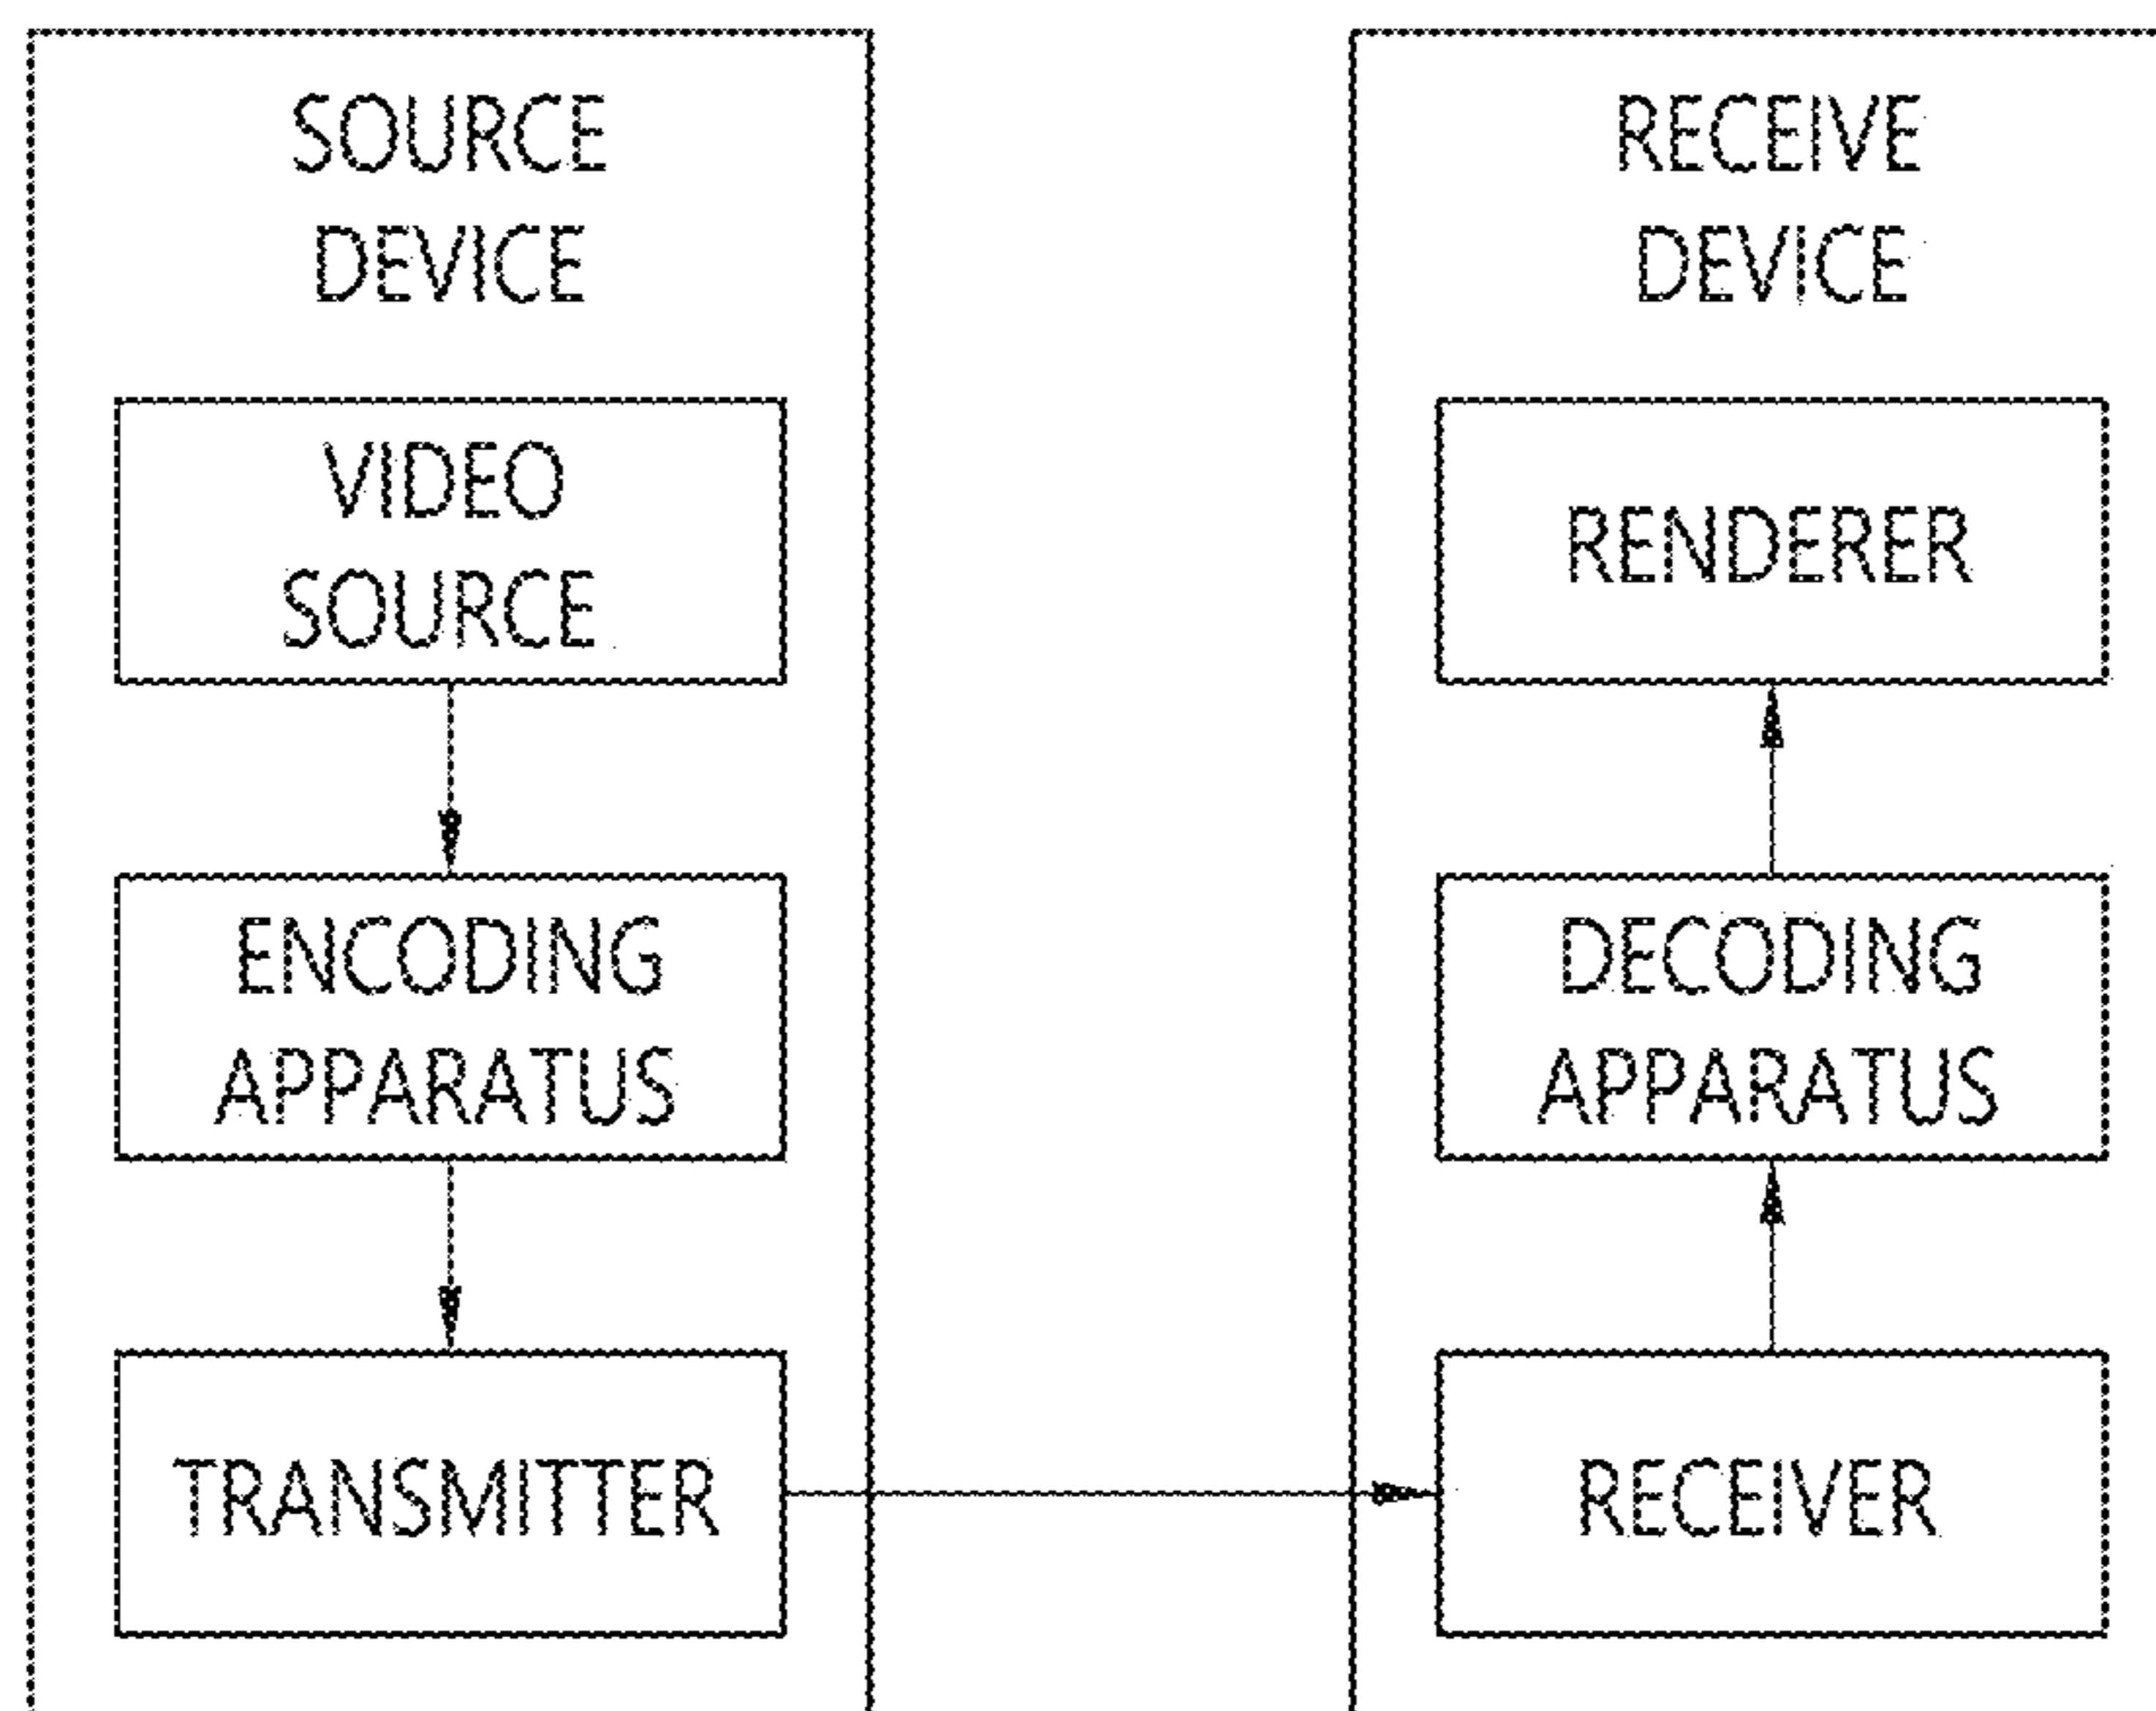 SOURCE
DEVICE
VIDEO
SOURCE
ENCODING
APPARATUS
TRANSMITTER
RECEIVE
DEVICE
RENDERER
DECODING
APPARATUS
RECEIVER